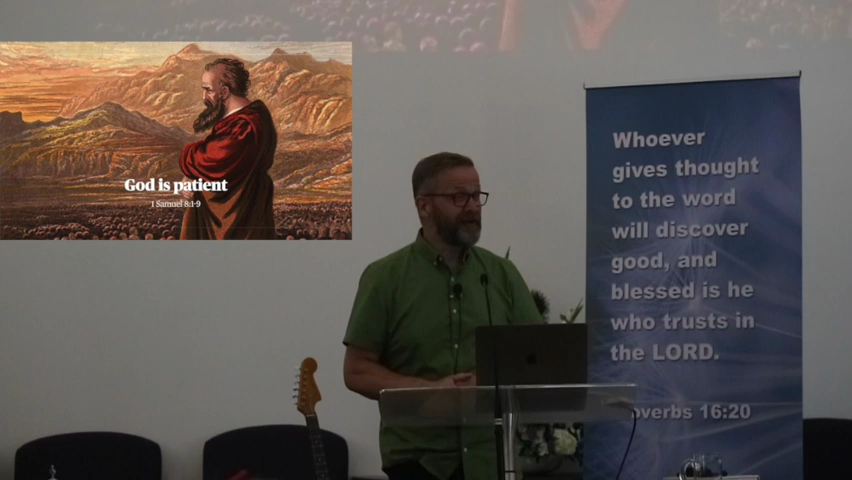 God is patient
1 Samuel 8:1-9
Whoever
gives thought
to the word
will discover
good, and
blessed is he
who trusts in
the LORD.
overbs 16:20